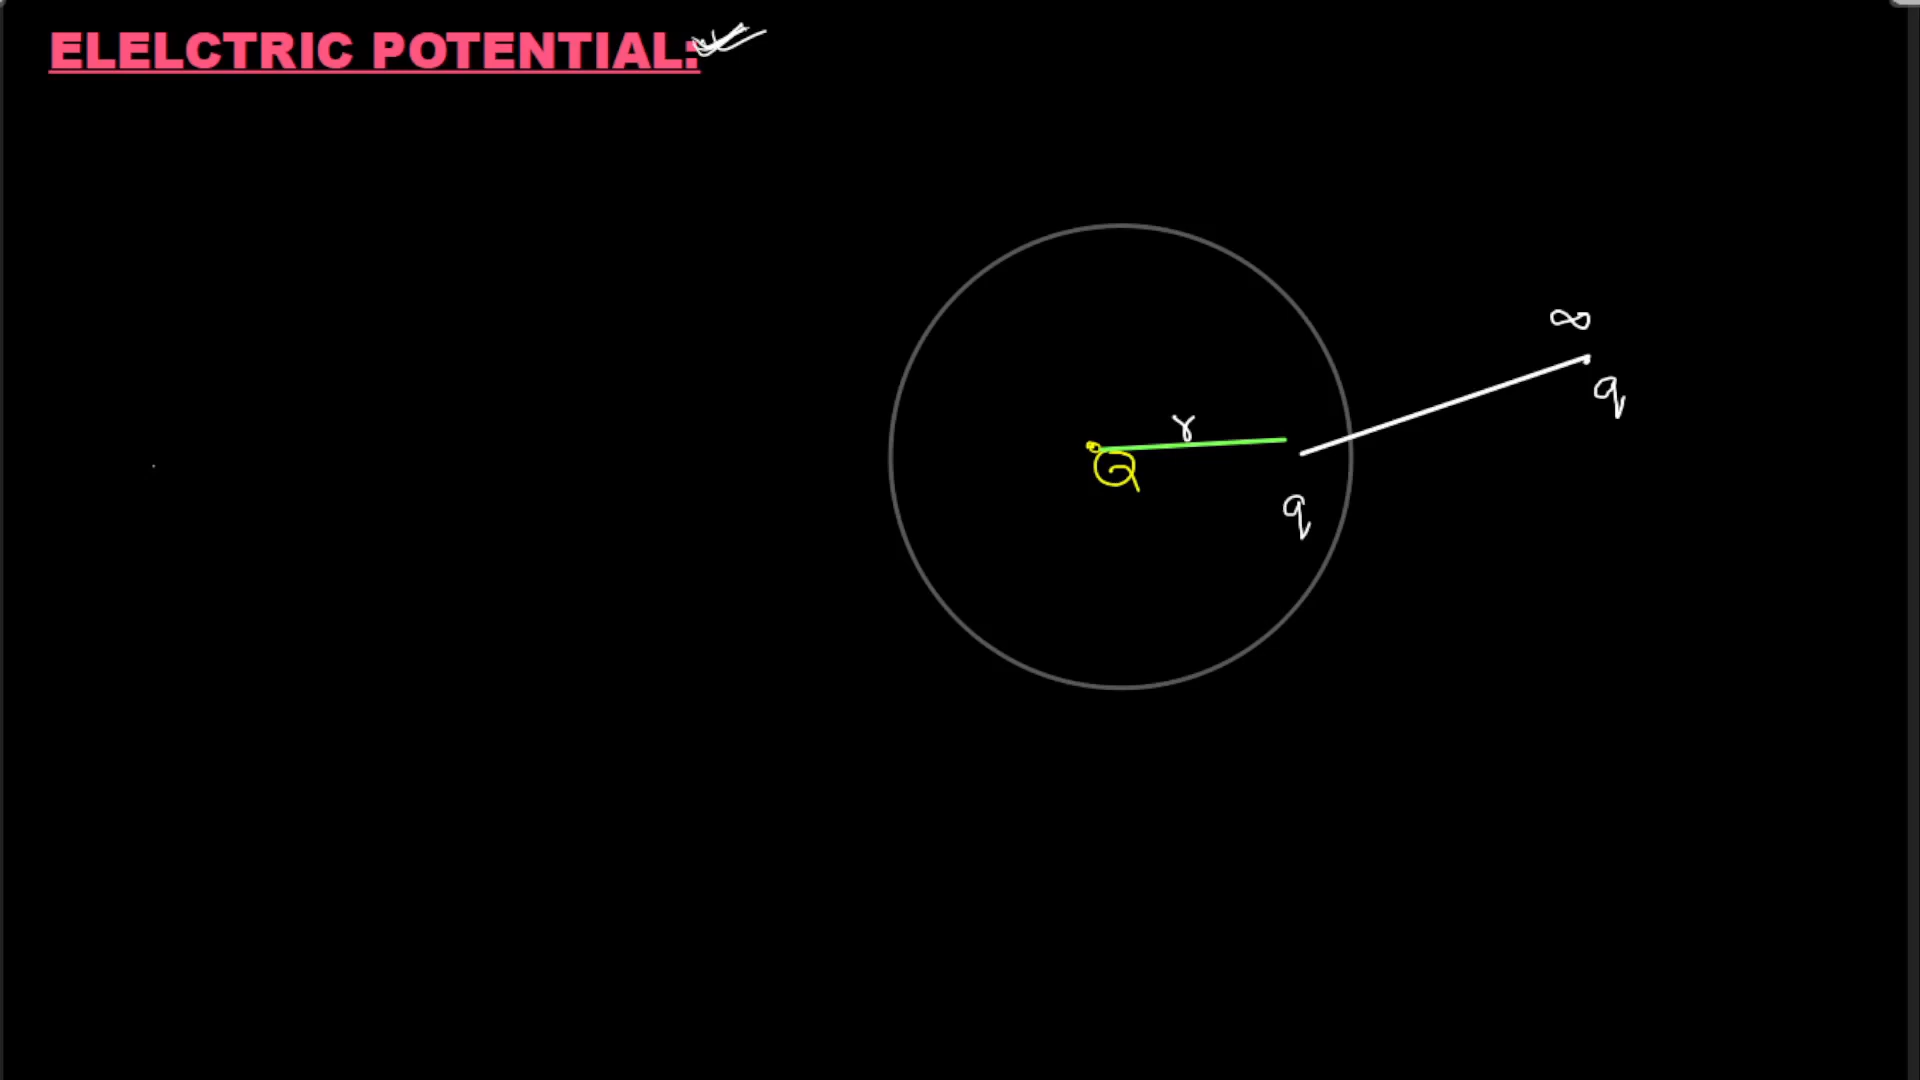 ELELCTRIC POTENTIAL:
∞
q
r
Q
q